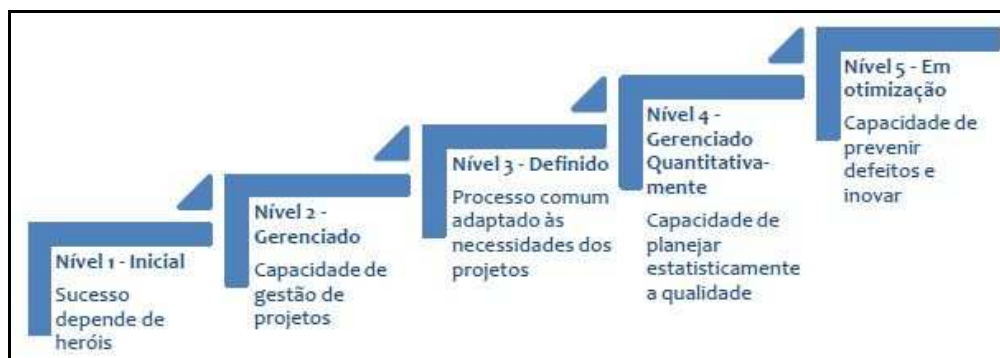 Nível 1 - Inicial
Sucesso
depende de
heróis
Nível 2 -
Gerenciado
Capacidade de
gestão de
projetos
Nível 3 - Definido
Processo comum
adaptado às
necessidades dos
projetos
Nível 4 -
Gerenciado
Quantitativa-
mente
Capacidade de
planejar
estatisticamente
a qualidade
Nível 5 - Em
otimização
Capacidade de
prevenir
defeitos e
inovar